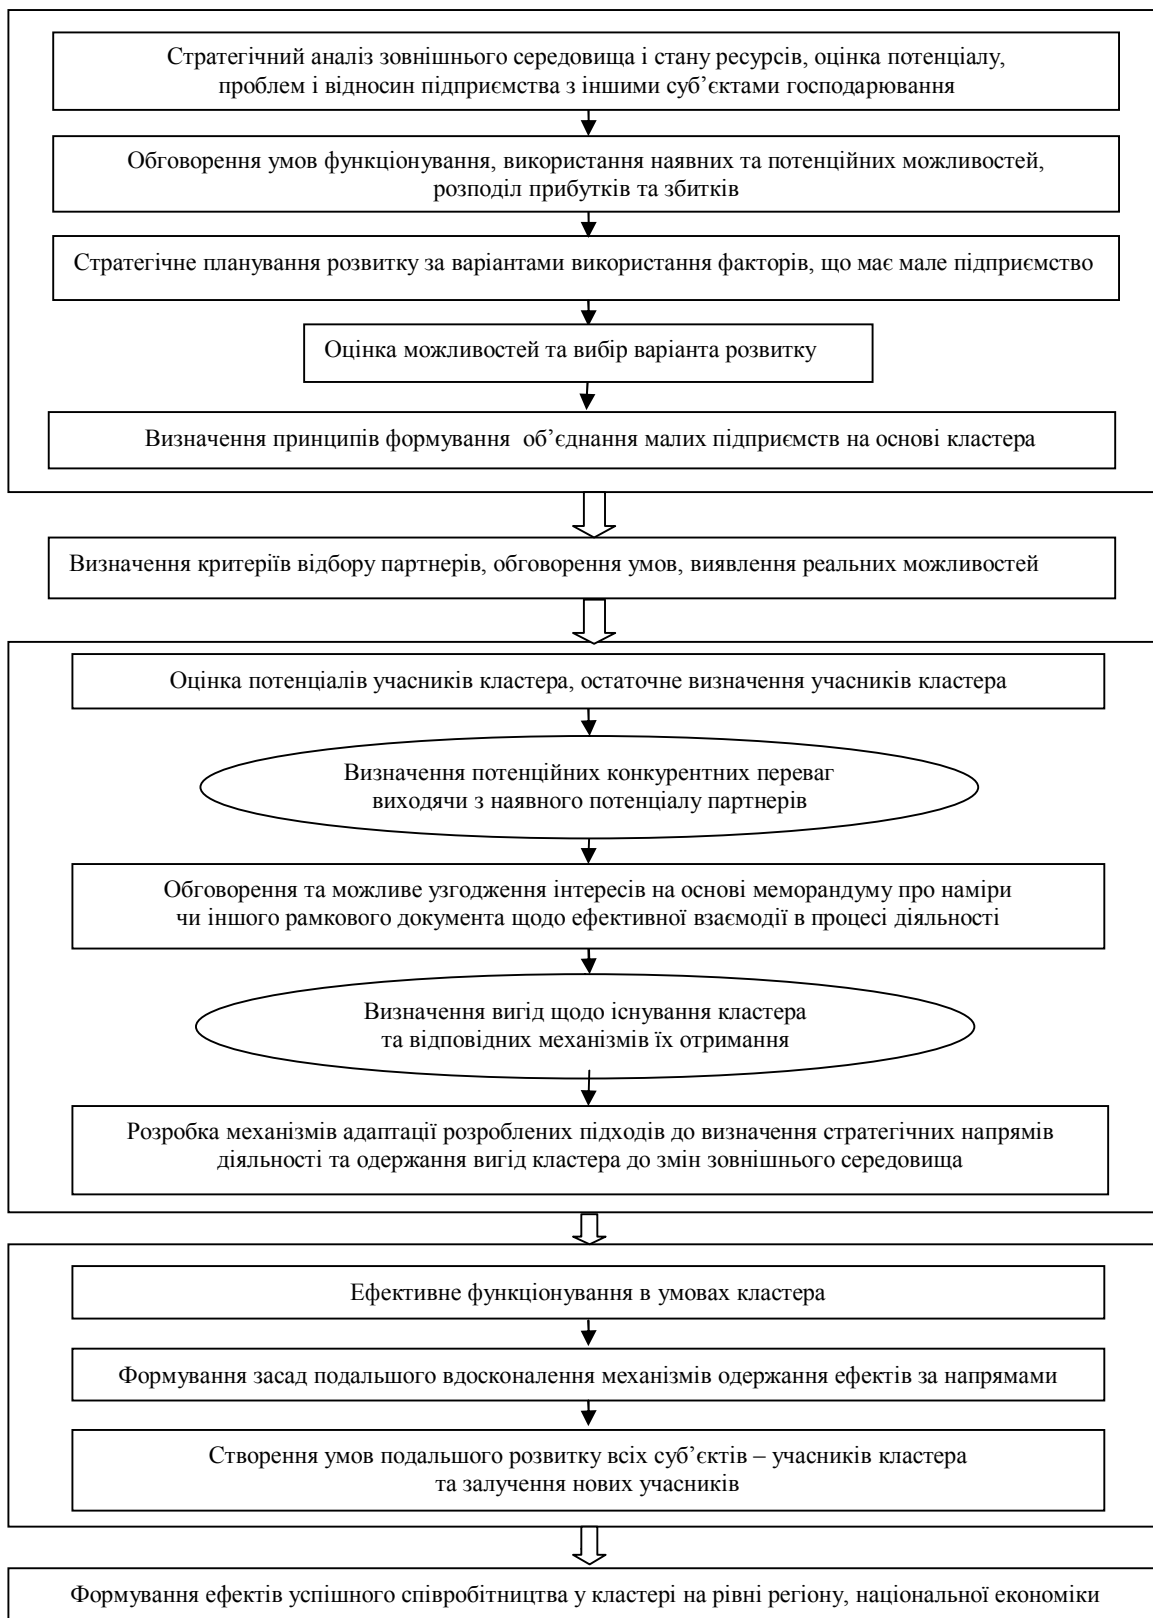 Стратегічний аналіз зовнішнього середовища і стану ресурсів, оцінка потенціалу,
проблем і відносин підприємства з іншими суб’єктами господарювання
Обговорення умов функціонування, використання наявних та потенційних можливостей,
розподіл прибутків та збитків
Стратегічне планування розвитку за варіантами використання факторів, що має мале підприємство
Оцінка можливостей та вибір варіанта розвитку
Визначення принципів формування об’єднання малих підприємств на основі кластера
Визначення критеріїв відбору партнерів, обговорення умов, виявлення реальних можливостей
Оцінка потенціалів учасників кластера, остаточне визначення учасників кластера
Визначення потенційних конкурентних переваг
виходячи з наявного потенціалу партнерів
Обговорення та можливе узгодження інтересів на основі меморандуму про наміри
чи іншого рамкового документа щодо ефективної взаємодії в процесі діяльності
Визначення вигід щодо існування кластера
та відповідних механізмів їх отримання
Розробка механізмів адаптації розроблених підходів до визначення стратегічних напрямів
діяльності та одержання вигід кластера до змін зовнішнього середовища
Ефективне функціонування в умовах кластера
Формування засад подальшого вдосконалення механізмів одержання ефектів за напрямами
Створення умов подальшого розвитку всіх суб’єктів – учасників кластера
та залучення нових учасників
Формування ефектів успішного співробітництва у кластері на рівні регіону, національної економіки